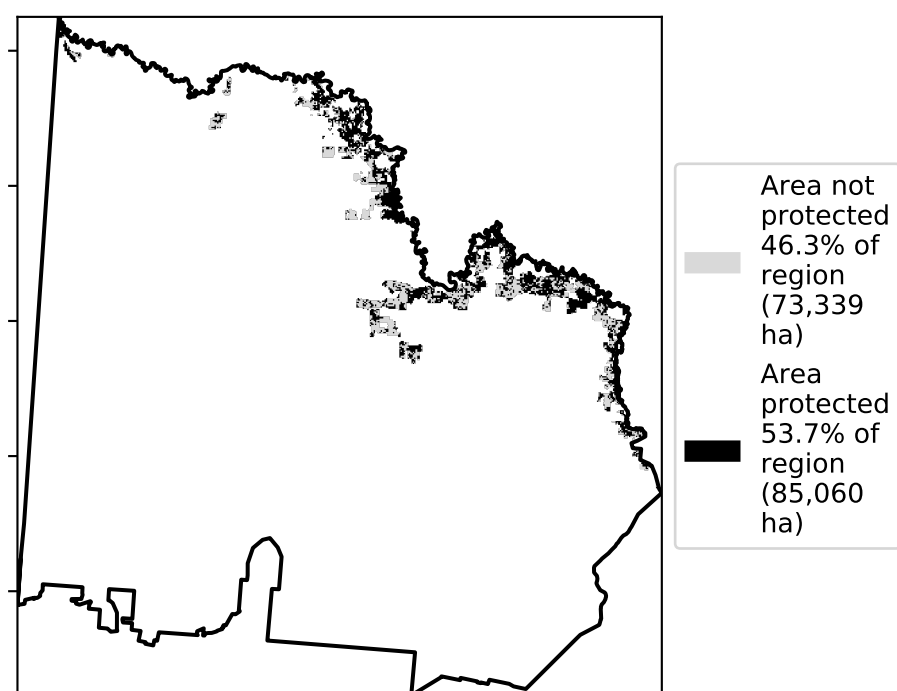 Area not
protected
46.3% of
region
(73,339
ha)
Area
protected
53.7% of
region
(85,060
ha)